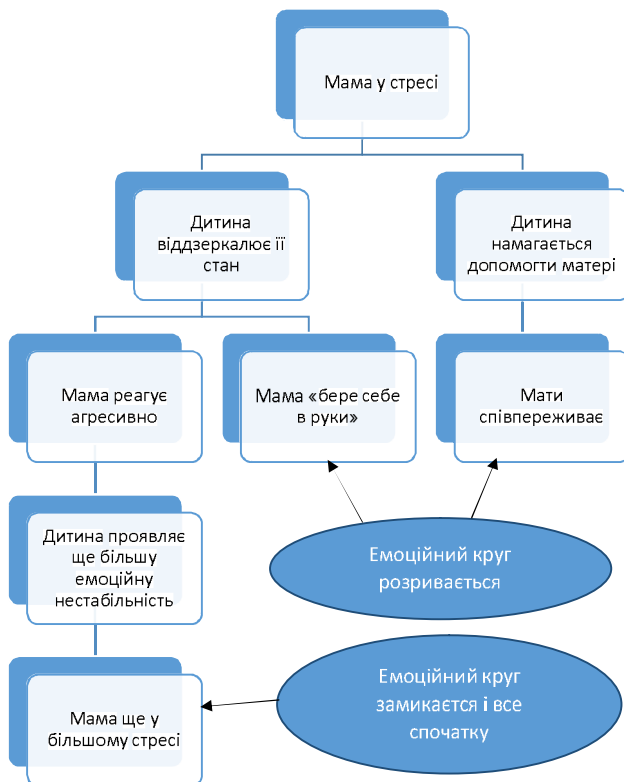 Мама у стресі
Дитина
віддзеркалює її
стан
Дитина
намагається
допомогти матері
Мама реагує
агресивно
Мама «бере себе
в руки»
Мати
співпереживає
Дитина проявляє
ще більшу
емоційну
нестабільність
Емоційний круг
розривається
Мама ще у
більшому стресі
Емоційний круг
замикаєтся і все
спочатку